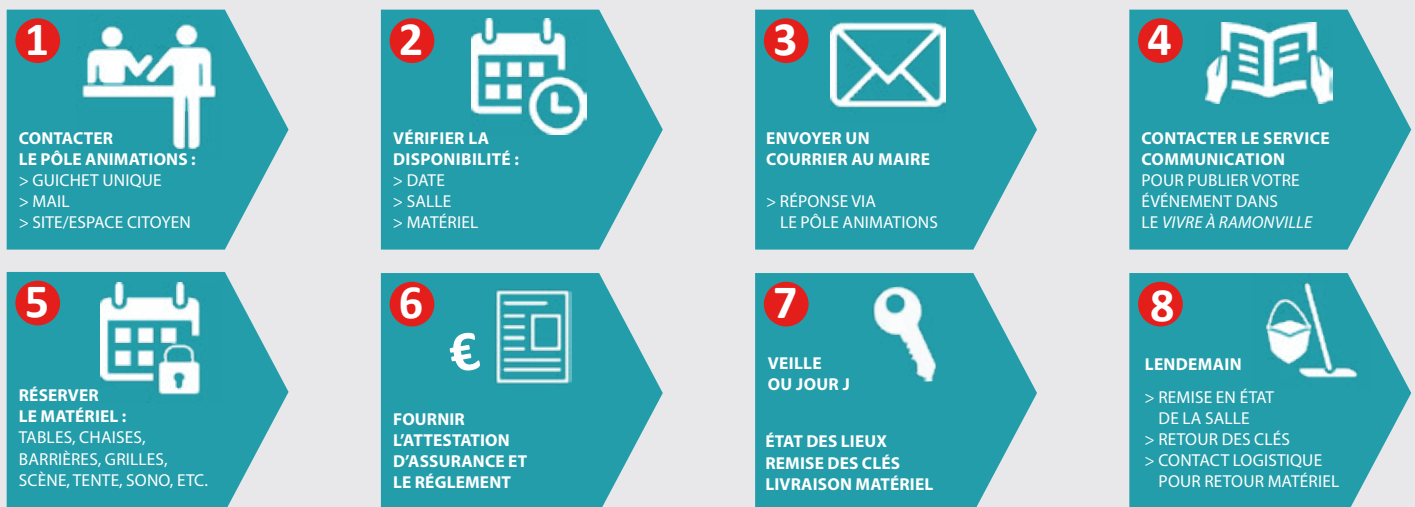 1
CONTACTER
LE PÔLE ANIMATIONS :
> GUICHET UNIQUE
> MAIL
> SITE/ESPACE CITOYEN
2
VÉRIFIER LA
DISPONIBILITÉ :
> DATE
> SALLE
> MATÉRIEL
3
ENVOYER UN
COURRIER AU MAIRE
> RÉPONSE VIA
LE PÔLE ANIMATIONS
4
CONTACTER LE SERVICE
COMMUNICATION
POUR PUBLIER VOTRE
ÉVÉNEMENT DANS
LE VIVRE À RAMONVILLE
5
RÉSERVER
LE MATÉRIEL :
TABLES, CHAISES,
BARRIÈRES, GRILLES,
SCÈNE, TENTE, SONO, ETC.
6
€
FOURNIR
L'ATTESTATION
D'ASSURANCE ET
LE RÉGLEMENT
7
VEILLE
OU JOUR J
ÉTAT DES LIEUX
REMISE DES CLÉS
LIVRAISON MATÉRIEL
8
LENDEMAIN
> REMISE EN ÉTAT
DE LA SALLE
> RETOUR DES CLÉS
> CONTACT LOGISTIQUE
POUR RETOUR MATÉRIEL